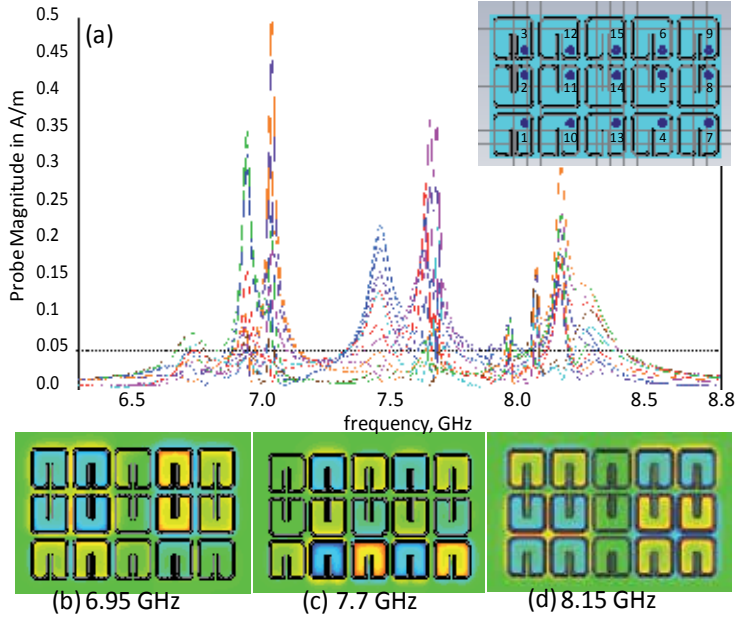 0.5
(a)
0.45
0.4
0.35
0.3
0.25
0.2
0.15
0.1
0.05
0.0
Probe Magnitude in A/m
6.5 7.0 7.5 8.0 8.5 8.8
frequency, GHz
3 12 15 6 9
2 11 14 5 8
1 10 13 4 7
(b) 6.95 GHz
(c) 7.7 GHz
(d) 8.15 GHz